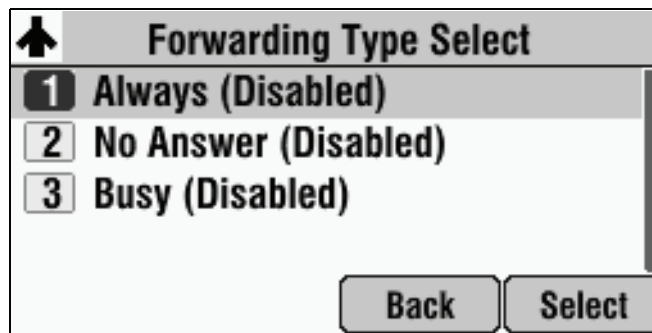 Forwarding Type Select
1 Always (Disabled)
2 No Answer (Disabled)
3 Busy (Disabled)
Back Select